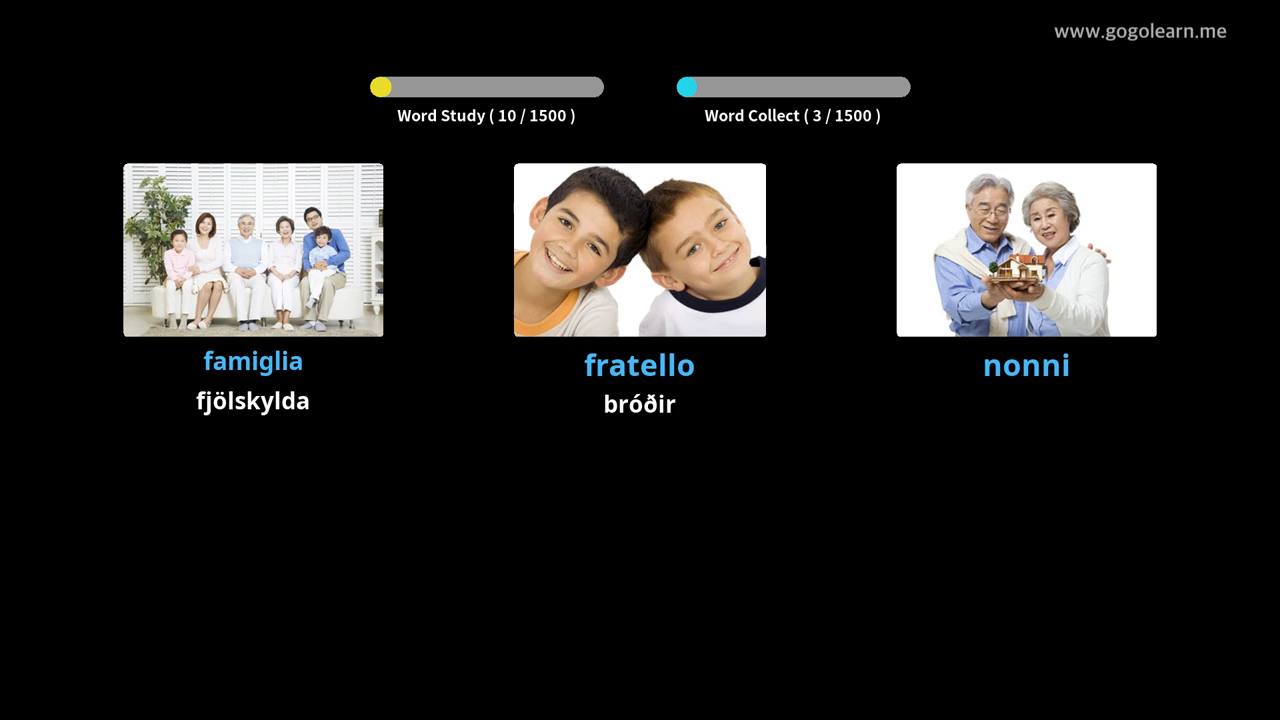 www.gogolearn.me
Word Study ( 10 / 1500 )
Word Collect ( 3 / 1500 )
famiglia
fjölskylda
fratello
bróðir
nonni